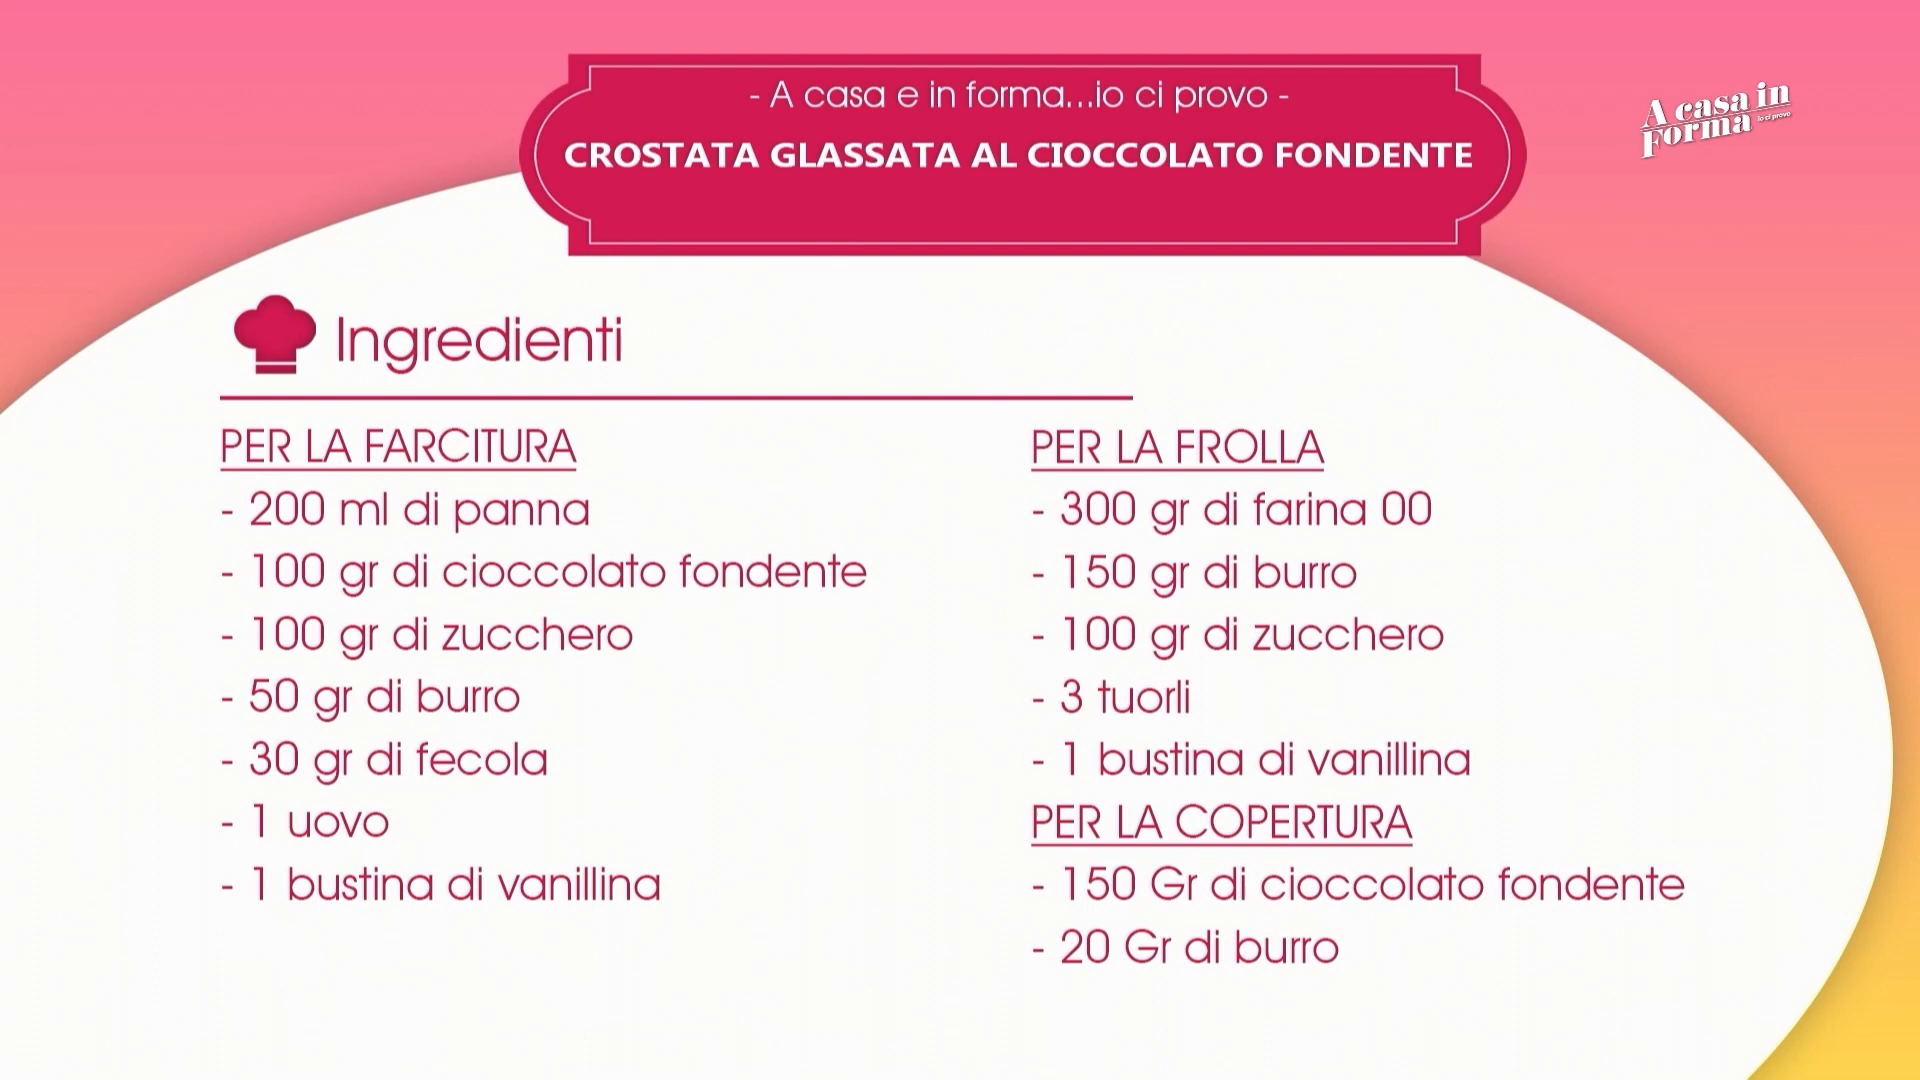 - A casa e in forma...io ci provo -
CROSTATA GLASSATA AL CIOCCOLATO FONDENTE
A casa in
Forma
io ci provo
Ingredienti
PER LA FARCITURA
- 200 ml di panna
- 100 gr di cioccolato fondente
- 100 gr di zucchero
- 50 gr di burro
- 30 gr di fecola
- 1 uovo
- 1 bustina di vanillina
PER LA FROLLA
- 300 gr di farina 00
- 150 gr di burro
- 100 gr di zucchero
- 3 tuorli
- 1 bustina di vanillina
PER LA COPERTURA
- 150 Gr di cioccolato fondente
- 20 Gr di burro